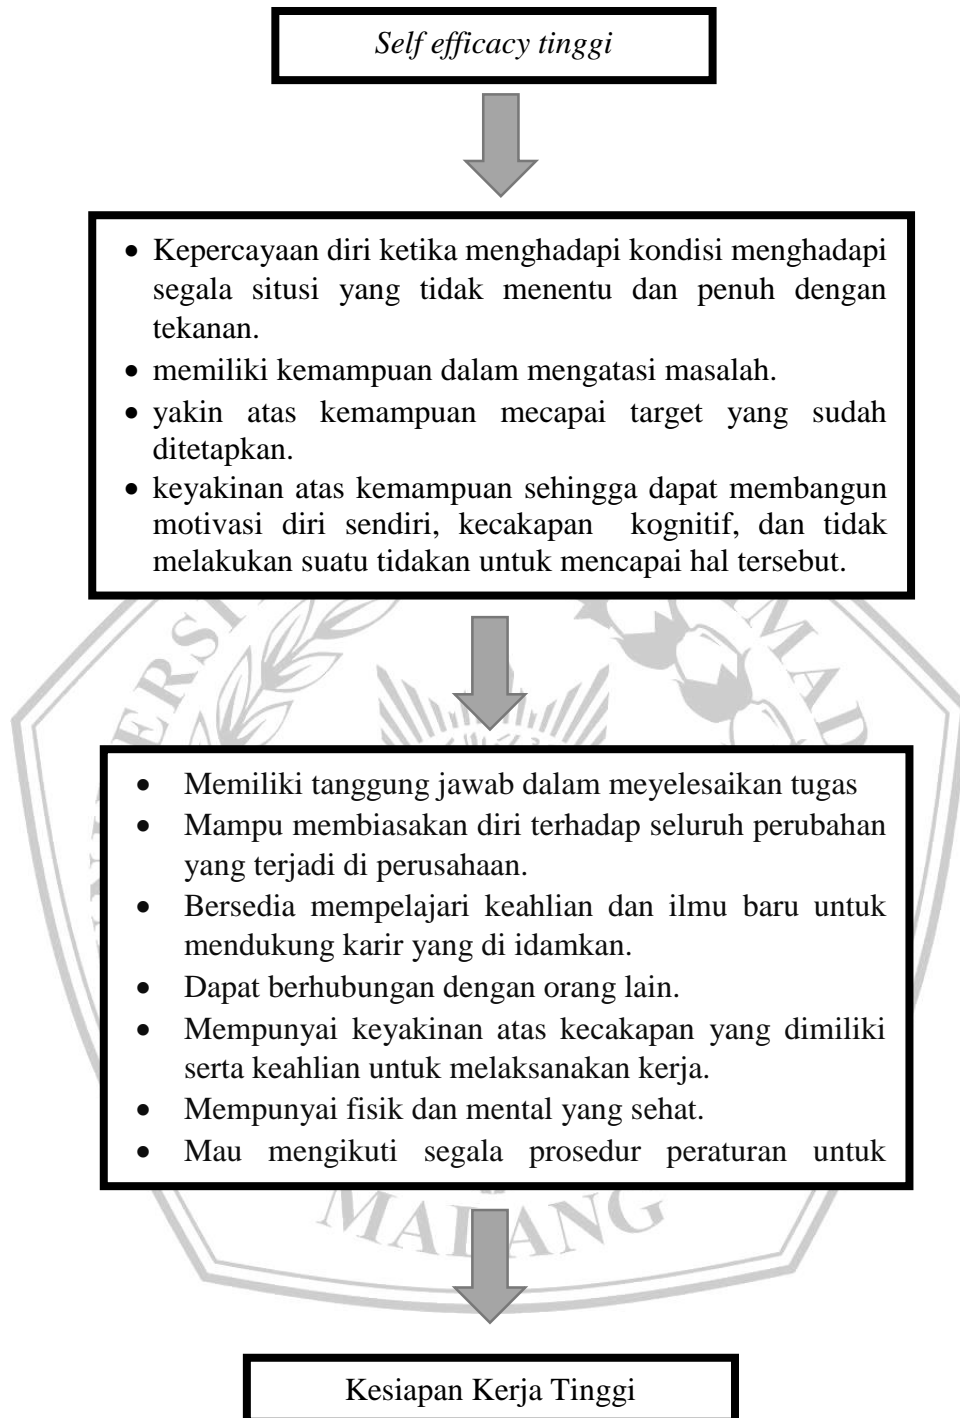 Self efficacy tinggi
• Kepercayaan diri ketika menghadapi kondisi menghadapi
segala situsi yang tidak menentu dan penuh dengan
tekanan.
• memiliki kemampuan dalam mengatasi masalah.
• yakin atas kemampuan mecapai target yang sudah
ditetapkan.
• keyakinan atas kemampuan sehingga dapat membangun
motivasi diri sendiri, kecakapan kognitif, dan tidak
melakukan suatu tidakan untuk mencapai hal tersebut.
• Memiliki tanggung jawab dalam meyelesaikan tugas
• Mampu membiasakan diri terhadap seluruh perubahan
yang terjadi di perusahaan.
• Bersedia mempelajari keahlian dan ilmu baru untuk
mendukung karir yang di idamkan.
• Dapat berhubungan dengan orang lain.
• Mempunyai keyakinan atas kecakapan yang dimiliki
serta keahlian untuk melaksanakan kerja.
• Mempunyai fisik dan mental yang sehat.
• Mau mengikuti segala prosedur peraturan untuk
MALANG
Kesiapan Kerja Tinggi